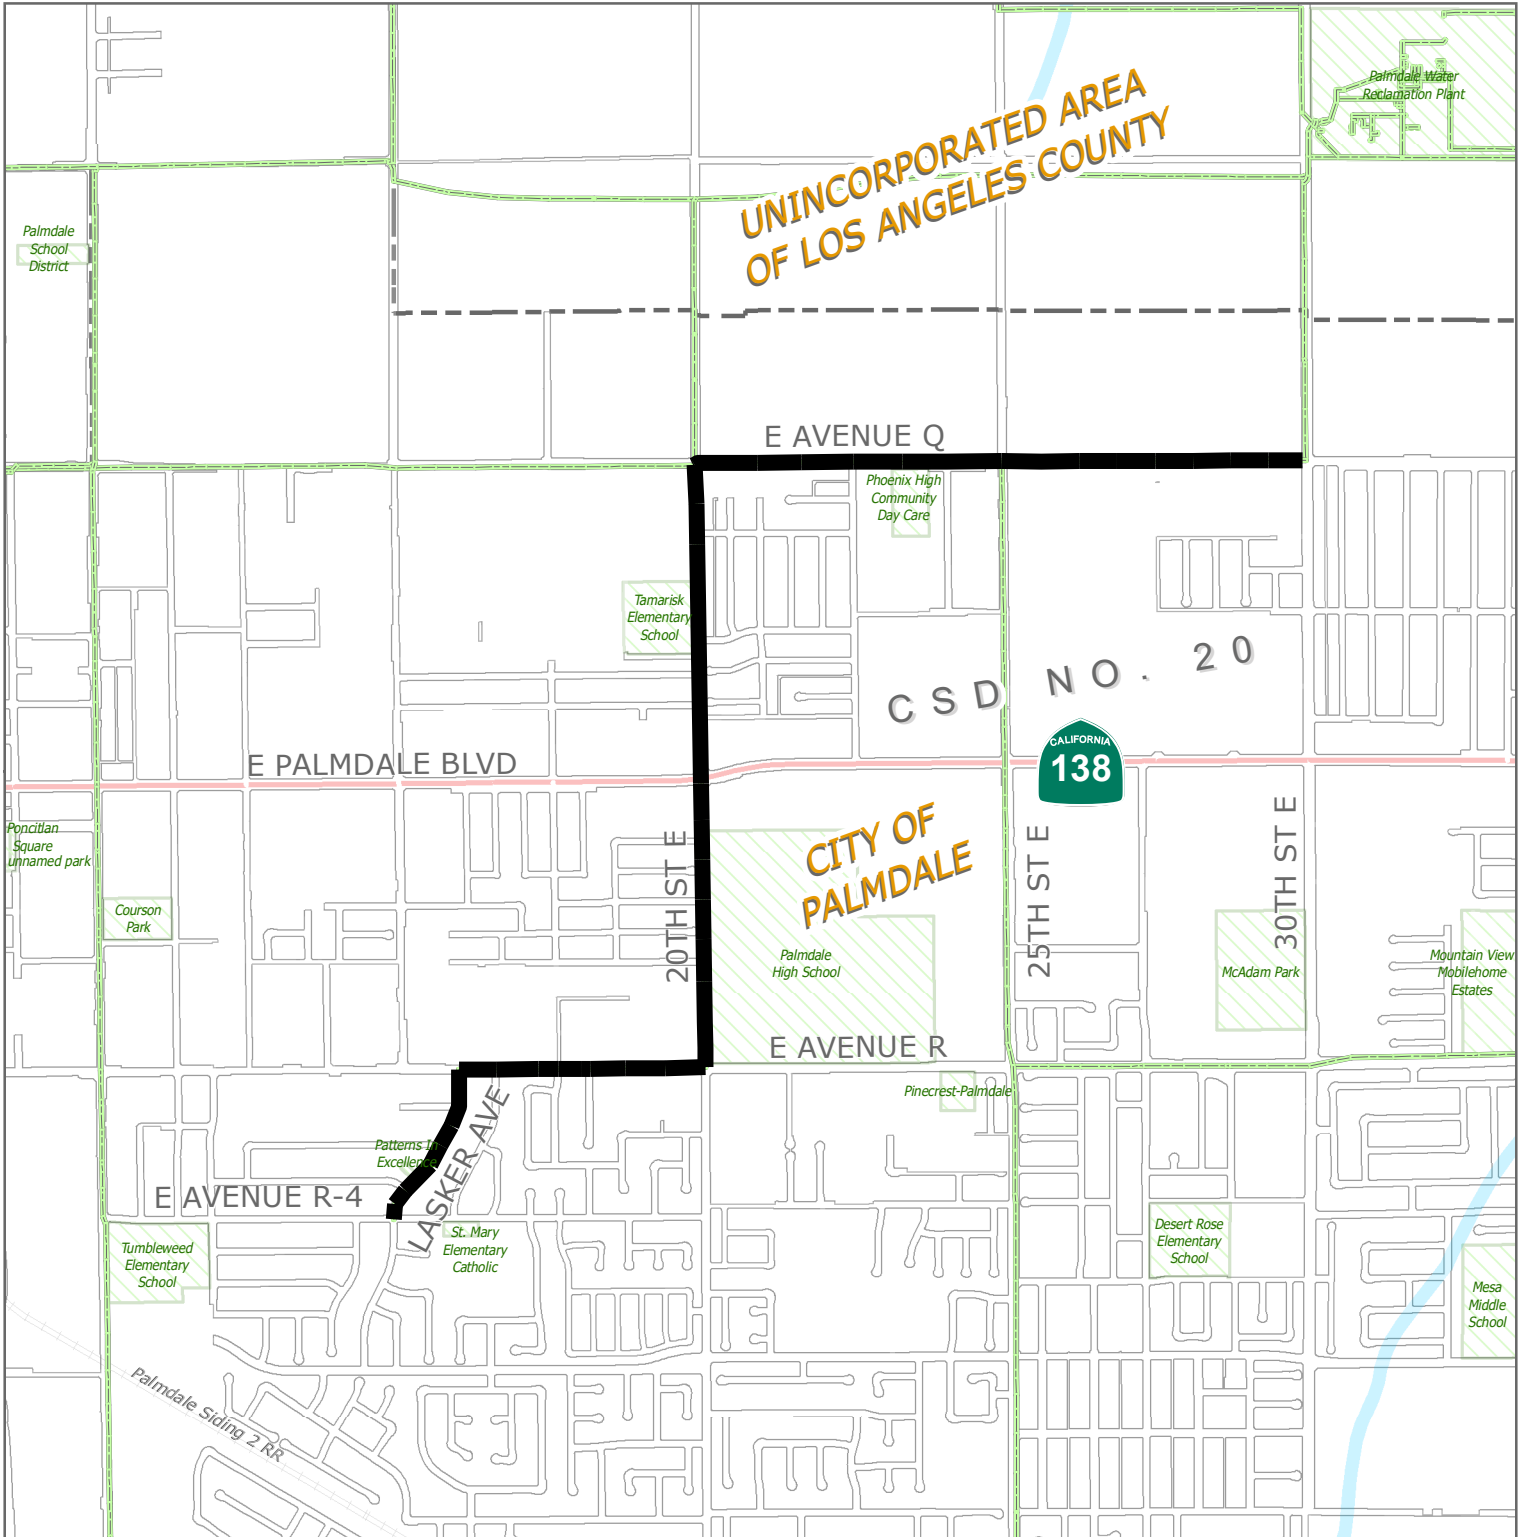 Palmdale Water
Reclamation Plant
UNINCORPORATED AREA
OF LOS ANGELES COUNTY
Palmdale
School
District
E AVENUE Q
Phoenix High
Community
Day Care
Tamarisk
Elementary
School
CSD NO. 20
CALIFORNIA
138
E PALMDALE BLVD
Poncitlan
Square
unnamed park
CITY OF
PALMDALE
20TH ST E
25TH ST E
30TH ST E
Courson
Park
Palmdale
High School
McAdam Park
Mountain View
Mobilehome
Estates
E AVENUE R
Pinecrest-Palmdale
LASKER AVE
Patterns In
Excellence
E AVENUE R-4
St. Mary
Elementary
Catholic
Tumbleweed
Elementary
School
Desert Rose
Elementary
School
Mesa
Middle
School
Palmdale Siding 2 RR